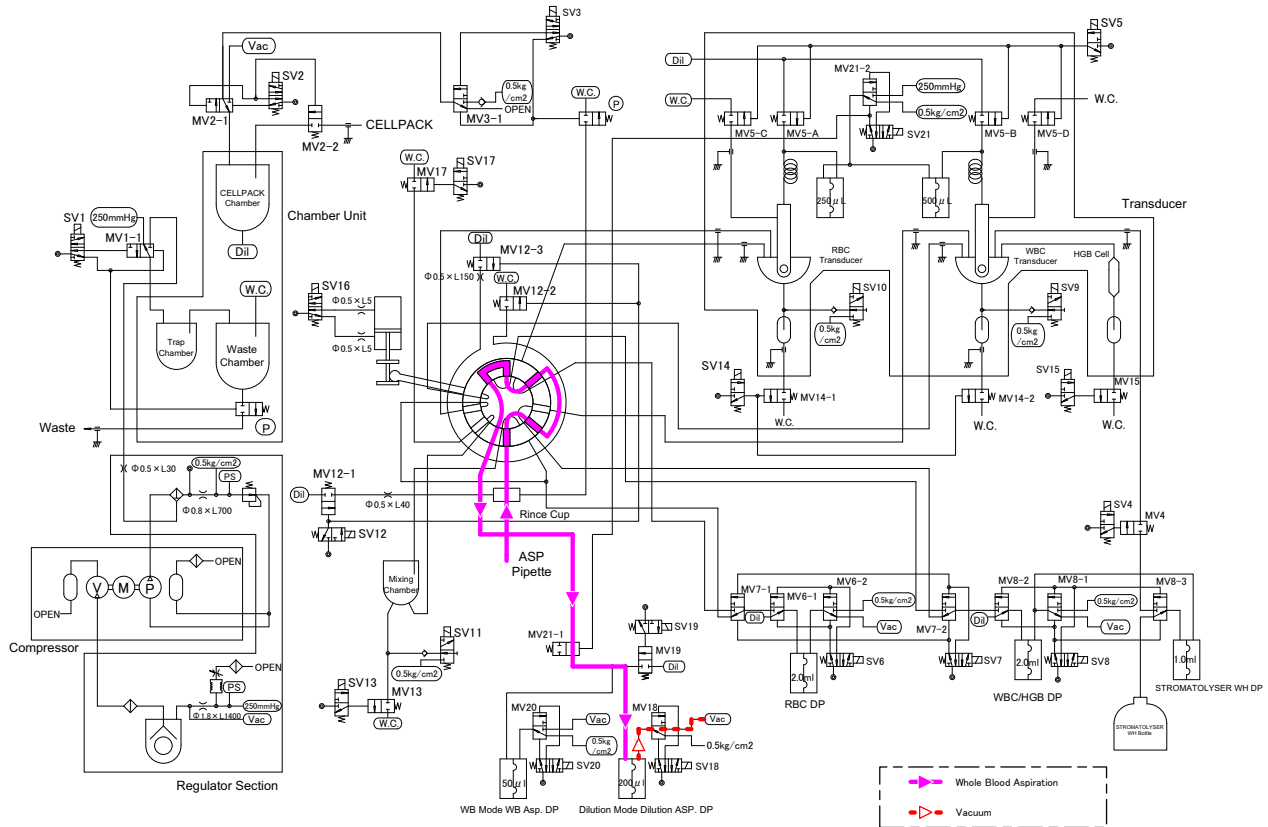 SV3
SV5
Vac
Dil
SV2
MV21-2
250mmHg
0.5kg
/cm2
W.C.
P
W.C.
W.C.
MV2-1
OPEN
MV3-1
0.5kg/cm2
CELLPACK
MV5-C
MV5-A
SV21
MV5-B
MV5-D
MV2-2
SV17
W.C.
MV17
CELLPACK
Chamber
250μL
500μL
Chamber Unit
Transducer
SV1
250mmHg
Dil
Dil
MV1-1
MV12-3
RBC
Transducer
WBC
Transducer
HGB Cell
Φ0.5×L150
W.C.
W.C.
SV16
Φ0.5×L5
MV12-2
SV10
SV9
Trap
Chamber
Waste
Chamber
0.5kg
/cm2
0.5kg
/cm2
Φ0.5×L5
SV14
SV15
MV15
MV14-1
MV14-2
Waste
P
W.C.
W.C.
W.C.
0.5kg/cm2
Φ0.5×L30
PS
MV12-1
Dil
Φ0.8×L700
Φ0.5×L40
Rince Cup
SV4
MV4
SV12
ASP
Pipette
OPEN
Mixing
Chamber
V
M
P
MV7-1
MV6-2
MV6-1
MV8-2
MV8-1
MV8-3
0.5kg/cm2
0.5kg/cm2
OPEN
SV19
Dil
Vac
MV7-2
Dil
Vac
Compressor
SV11
MV21-1
MV19
0.5kg/cm2
Dil
SV6
SV7
SV8
2.0ml
2.0ml
1.0ml
OPEN
SV13
MV13
RBC DP
WBC/HGB DP
STROMATOLYSER WH DP
PS
W.C.
250mmHg
Φ1.8×L1400
Vac
MV20
Vac
MV18
Vac
STROMATOLYSER
WH Bottle
0.5kg
/cm2
0.5kg/cm2
SV20
SV18
Regulator Section
50μl
200μl
WB Mode WB Asp. DP
Dilution Mode Dilution ASP. DP
Whole Blood Aspiration
Vacuum